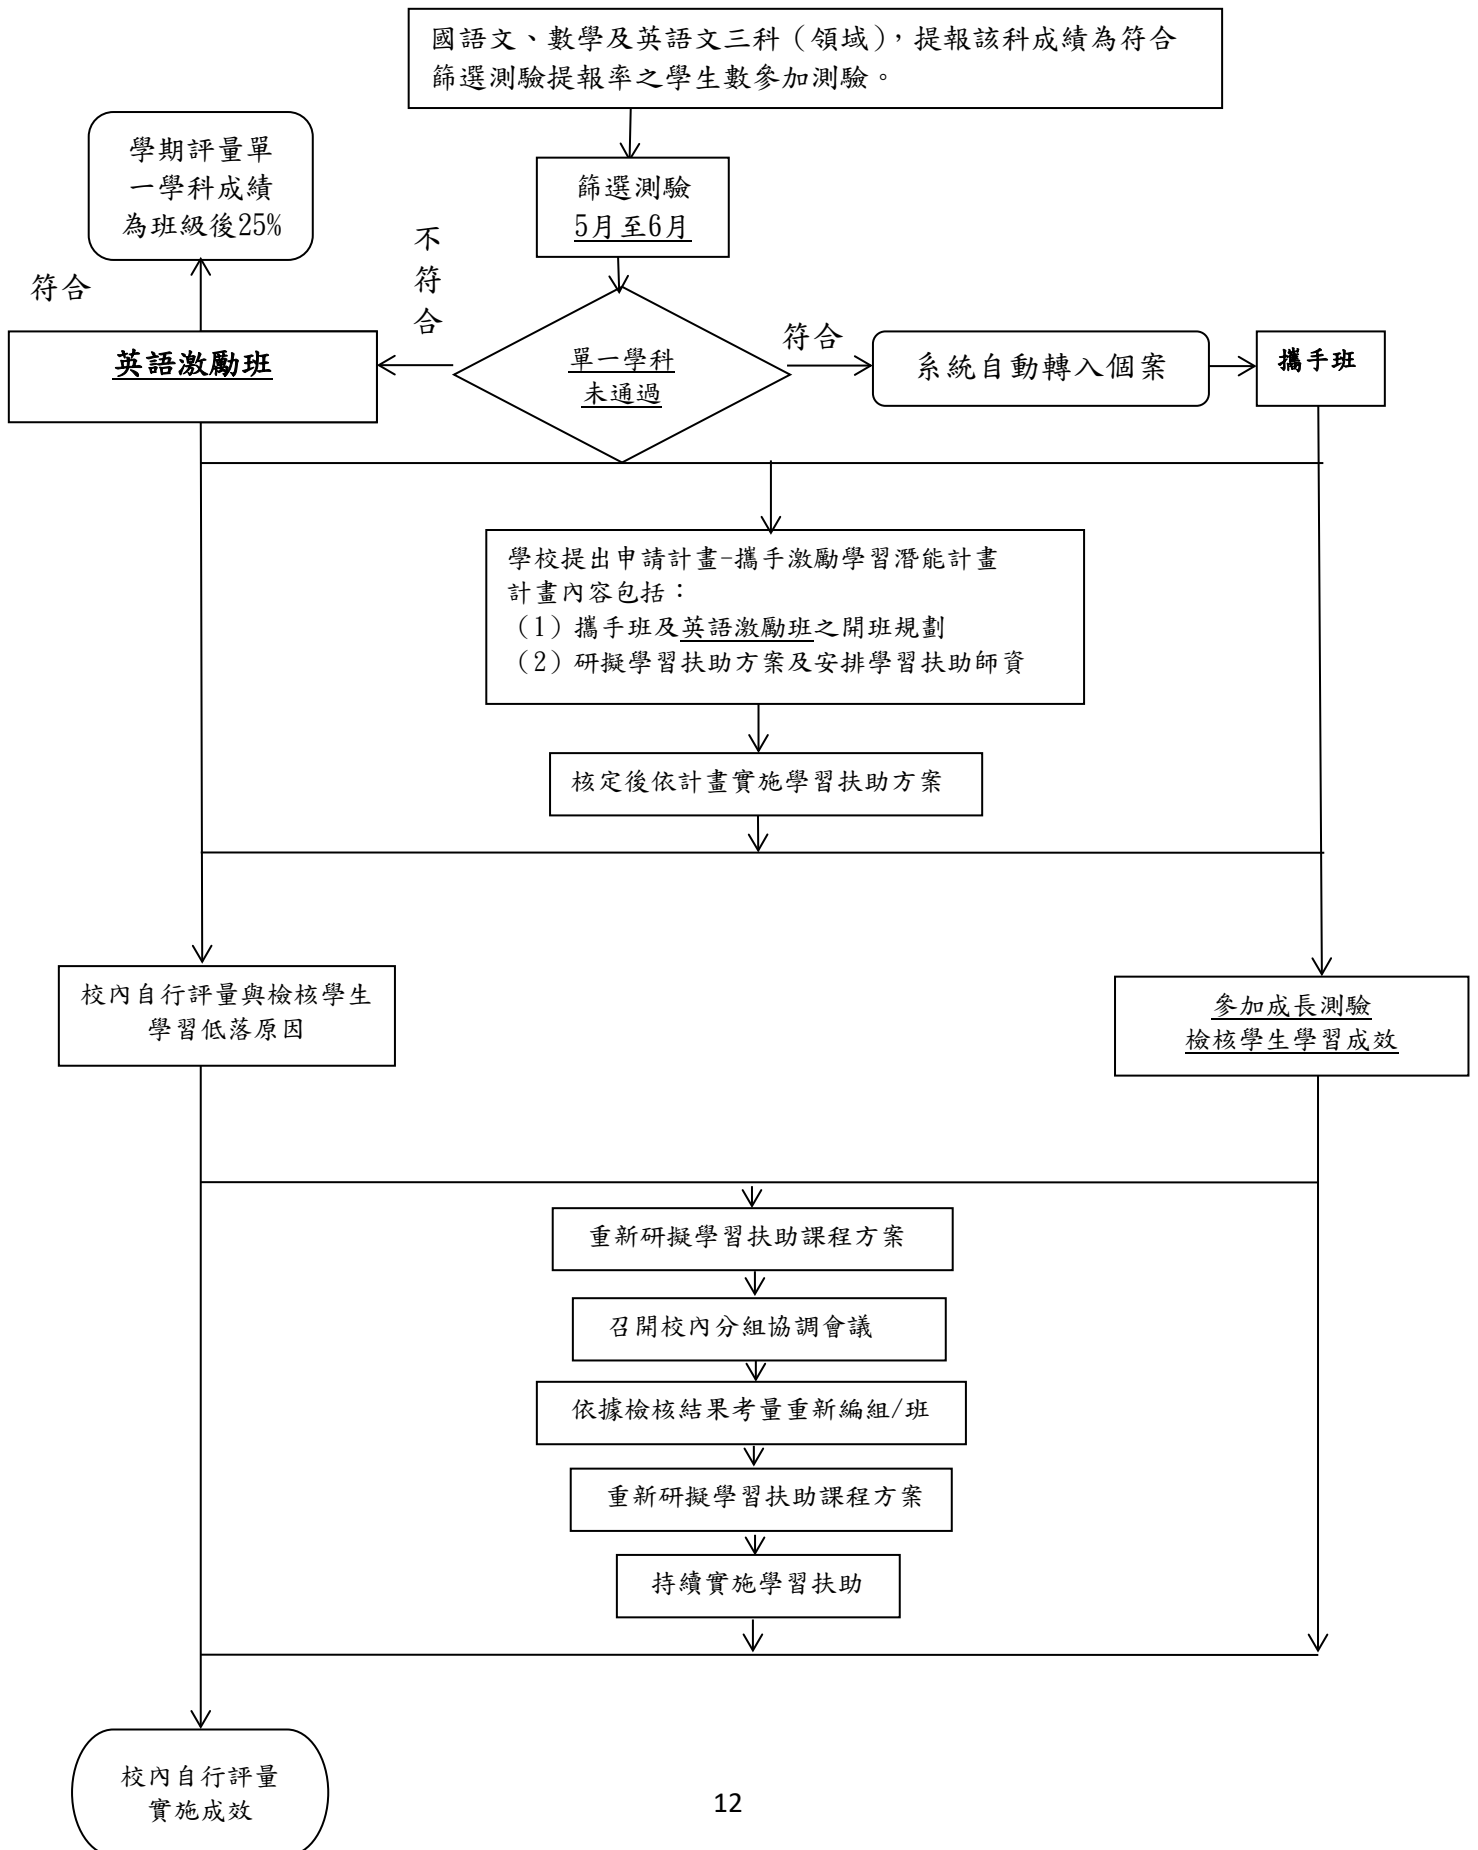 國語文、數學及英語文三科（領域），提報該科成績為符合
篩選測驗提報率之學生數參加測驗。
學期評量單
一學科成績
為班級後25%
篩選測驗
5月至6月
不
符
合
符合
英語激勵班
單一學科
未通過
符合
系統自動轉入個案
攜手班
學校提出申請計畫-攜手激勵學習潛能計畫
計畫內容包括：
（1）攜手班及英語激勵班之開班規劃
（2）研擬學習扶助方案及安排學習扶助師資
核定後依計畫實施學習扶助方案
校內自行評量與檢核學生
學習低落原因
參加成長測驗
檢核學生學習成效
重新研擬學習扶助課程方案
召開校內分組協調會議
依據檢核結果考量重新編組/班
重新研擬學習扶助課程方案
持續實施學習扶助
校內自行評量
實施成效
12